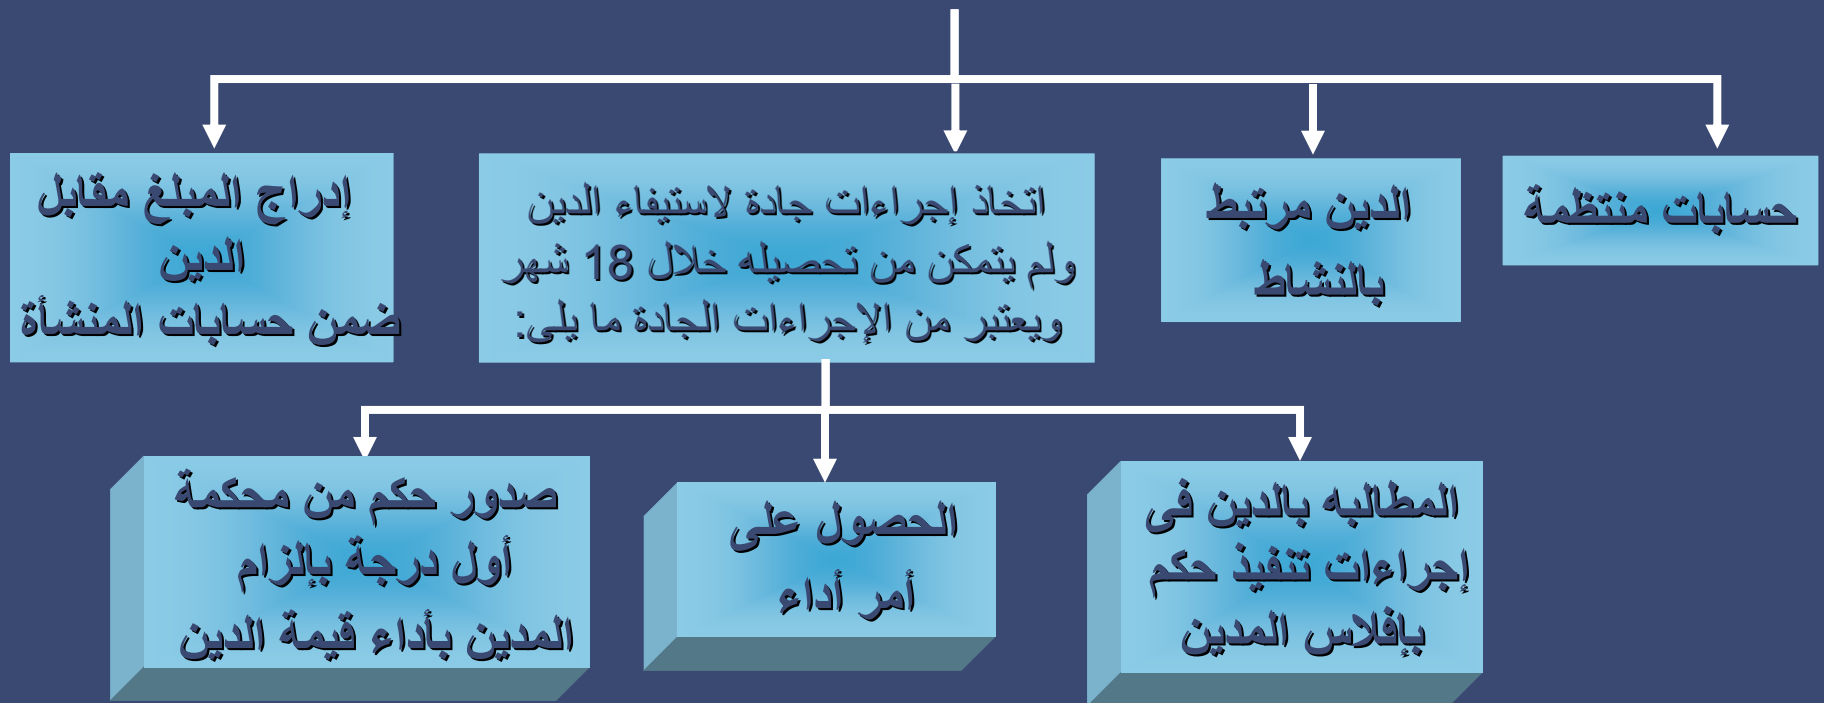 حسابات منتظمة
الدين مرتبط
بالنشاط
اتخاذ إجراءات جادة لاستيفاء الدين
ولم يتمكن من تحصيله خلال 18 شهر
ويعتبر من الإجراءات الجادة ما يلى:
إدراج المبلغ مقابل
الدين
ضمن حسابات المنشأة
المطالبه بالدين فى
إجراءات تنفيذ حكم
بإفلاس المدين
الحصول على
أمر أداء
صدور حكم من محكمة
أول درجة بإلزام
المدين بأداء قيمة الدين